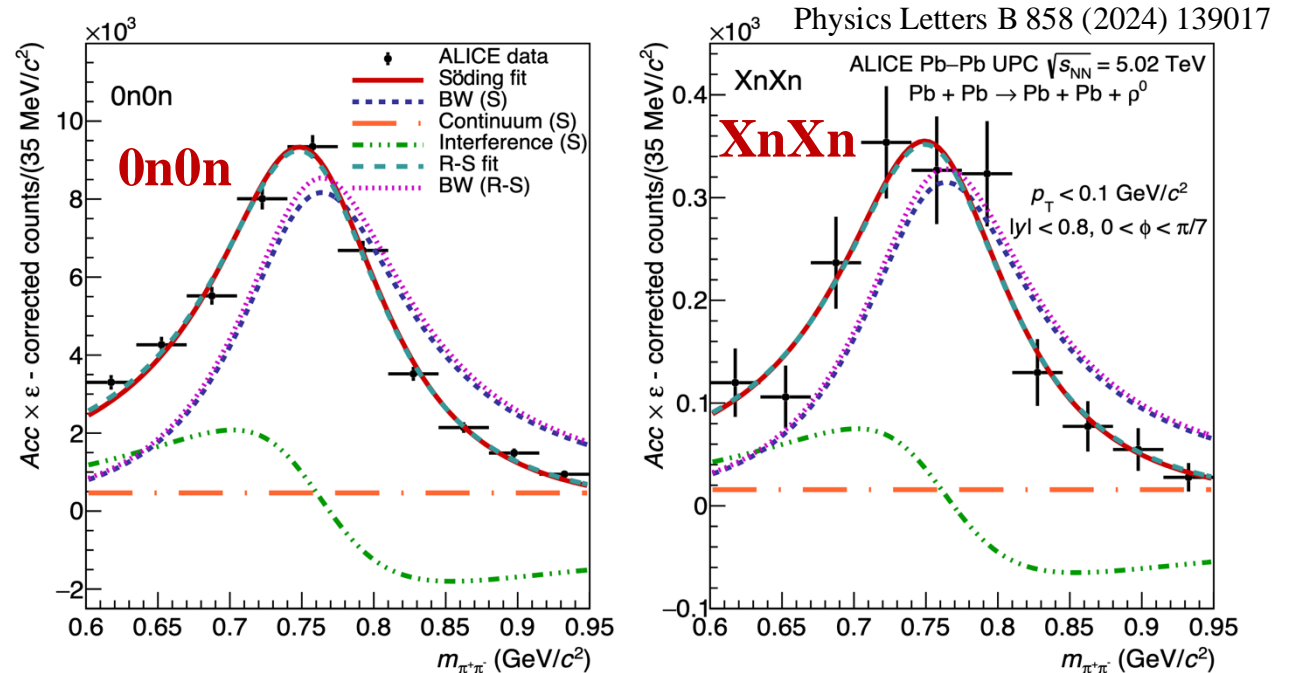 Physics Letters B 858 (2024) 139017
×10³
Acc × ε - corrected counts/(35 MeV/c²)
10
8
6
4
2
0
−2
0n0n
0n0n
ALICE data
Söding fit
BW (S)
Continuum (S)
Interference (S)
R-S fit
BW (R-S)
0.6 0.65 0.7 0.75 0.8 0.85 0.9 0.95
m_π⁺π⁻ (GeV/c²)
×10³
Acc × ε - corrected counts/(35 MeV/c²)
0.4
0.3
0.2
0.1
0
−0.1
XnXn
XnXn
ALICE Pb–Pb UPC √s_NN = 5.02 TeV
Pb + Pb → Pb + Pb + ρ⁰
p_T < 0.1 GeV/c²
|y| < 0.8, 0 < ϕ < π/7
0.6 0.65 0.7 0.75 0.8 0.85 0.9 0.95
m_π⁺π⁻ (GeV/c²)